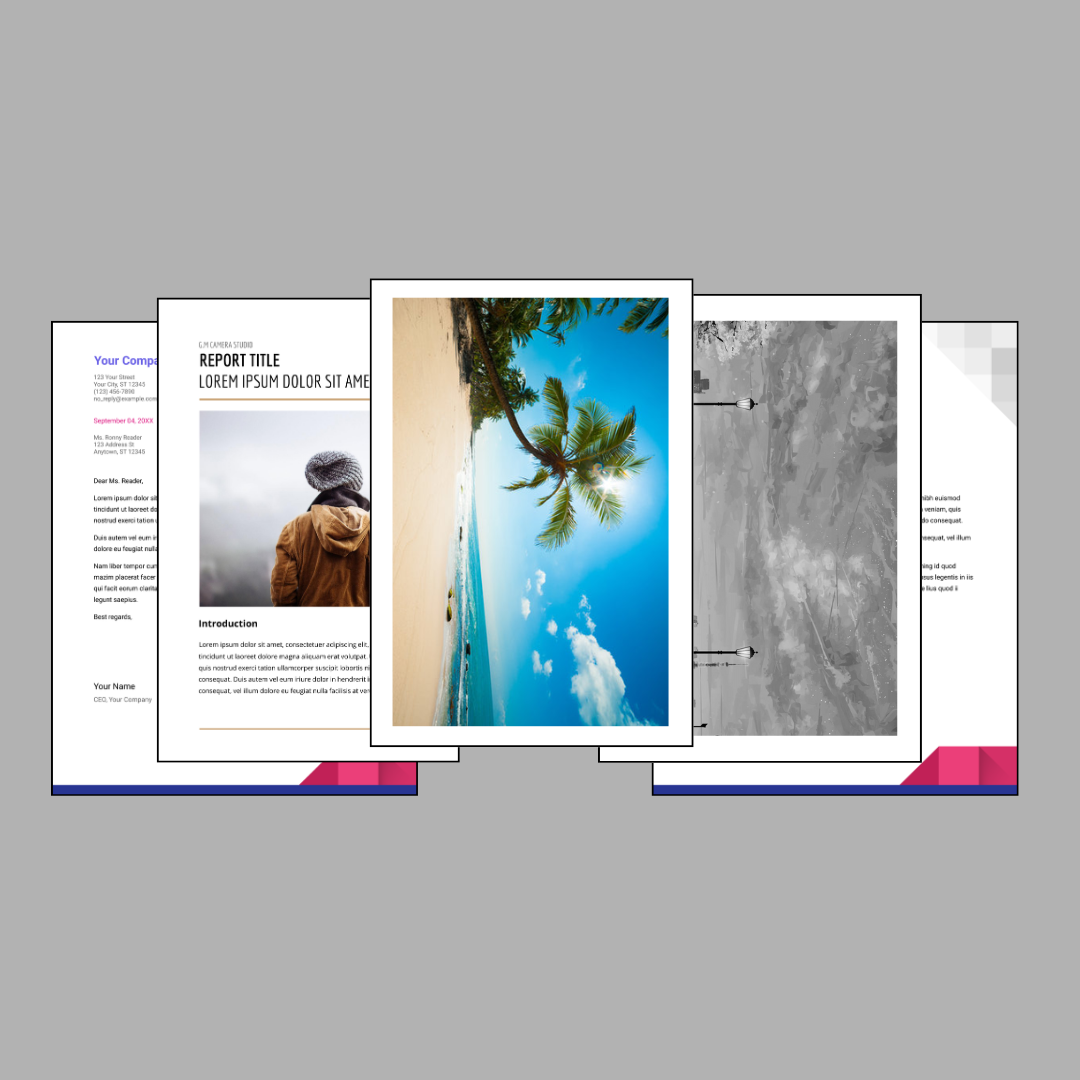 Your Compa
123 Your Street
Your City, ST 12345
(123) 456-7898
no_reply@example.com
September 04, 20XX
Ms. Ronny Reader
123 Address St
Anytown, ST 12345
Dear Ms. Reader,
Lorem ipsum dolor sit
tincidunt ut laoreet do
nostrud exerci tation u
Duis autem vel eum ir
dolore eu feugiat nulla
Nam liber tempor cum
mazim placerat facer
qui facit eorum clarita
legunt saepius.
Best regards,
Your Name
CEO, Your Company
G.M CAMERA STUDIO
REPORT TITLE
LOREM IPSUM DOLOR SIT AME
Introduction
Lorem ipsum dolor sit amet, consectetuer adipiscing elit,
tincidunt ut laoreet dolore magna aliquam erat volutpat.
quis nostrud exerci tation ullamcorper suscipit lobortis ni
consequat. Duis autem vel eum iriure dolor in hendrerit i
consequat, vel illum dolore eu feugiat nulla facilisis at ver
nibh euismod
veniam, quis
do consequat.
nsequat, vel illum
ing id quod
sus legentis in iis
e lius quod ii